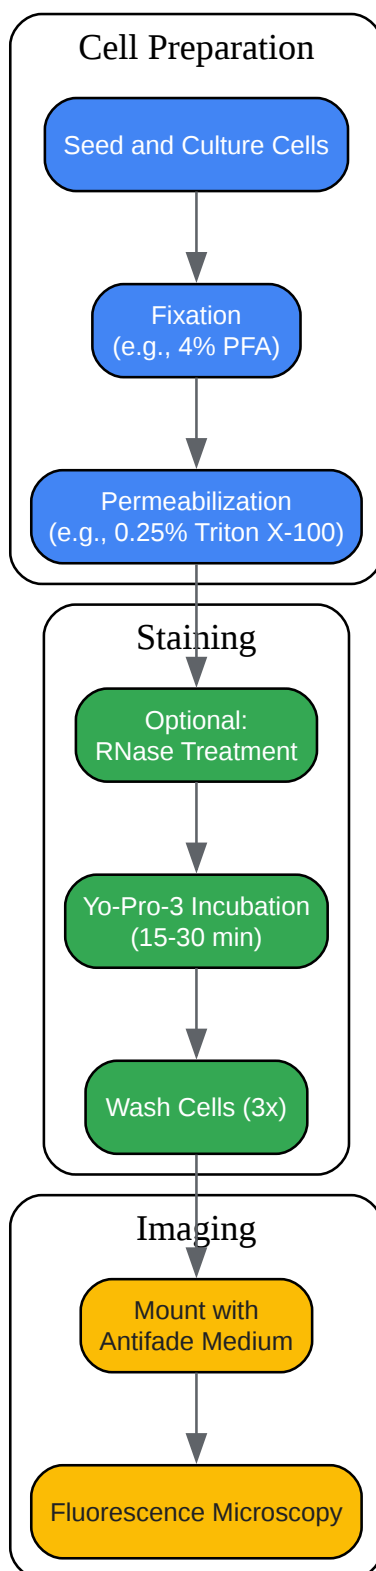 Cell Preparation
Seed and Culture Cells
Fixation
(e.g., 4% PFA)
Permeabilization
(e.g., 0.25% Triton X-100)
Staining
Optional:
RNase Treatment
Yo-Pro-3 Incubation
(15-30 min)
Wash Cells (3x)
Imaging
Mount with
Antifade Medium
Fluorescence Microscopy